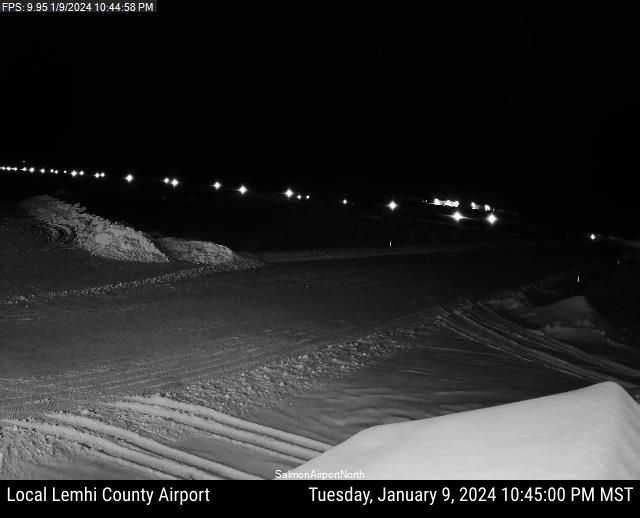 FPS: 9.95 1/9/2024 10:44:58 PM
SalmonAirportNorth
Local Lemhi County Airport
Tuesday, January 9, 2024 10:45:00 PM MST